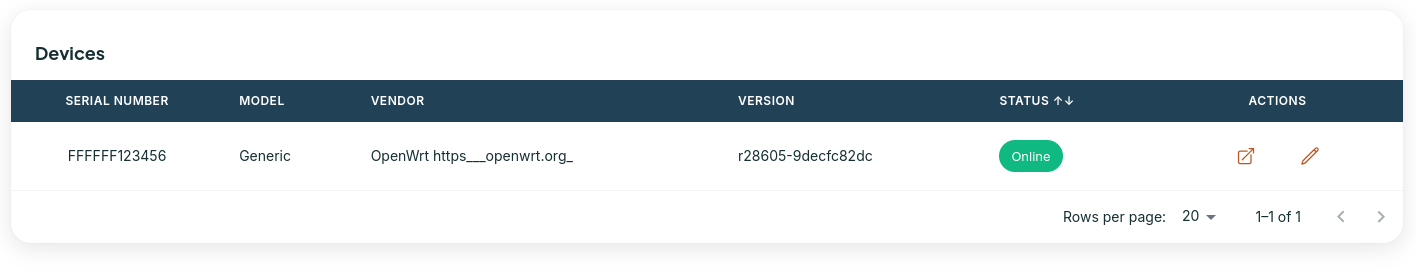 Devices
SERIAL NUMBER MODEL VENDOR VERSION STATUS ↑↓ ACTIONS
FFFFFF123456 Generic OpenWrt https___openwrt.org_ r28605-9decfc82dc Online
Rows per page: 20 1–1 of 1